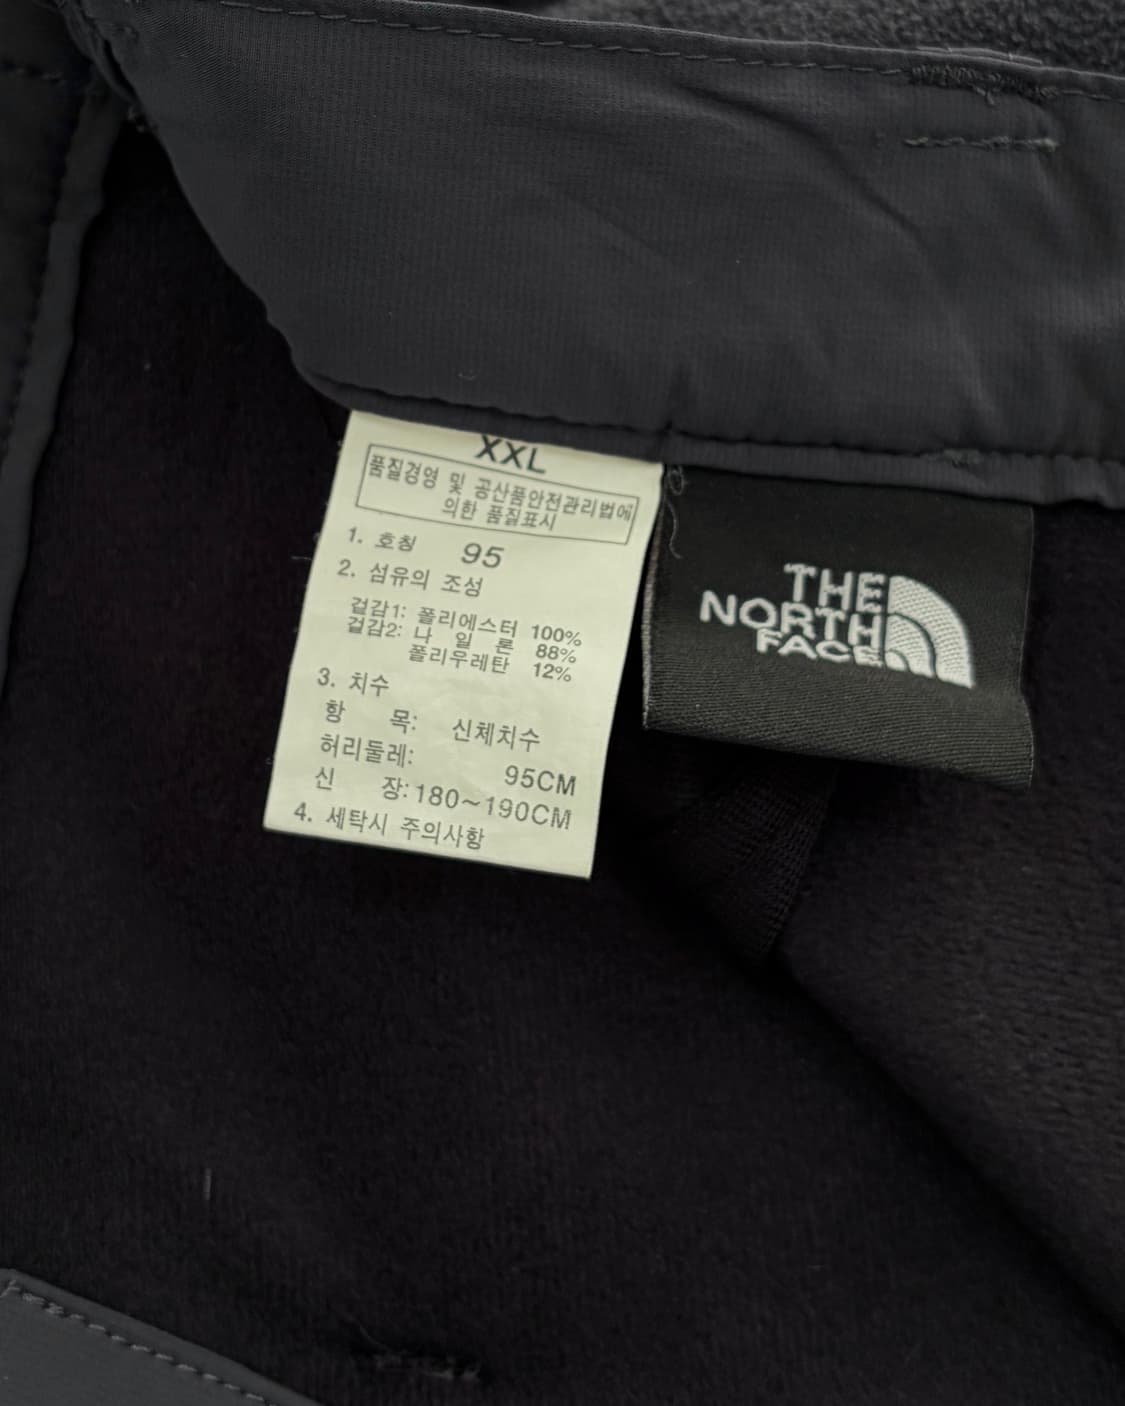 XXL
품질경영 및 공산품안전관리법에
의한 품질표시
1. 호칭 95
2. 섬유의 조성
겉감1: 폴리에스터 100%
겉감2: 나 일 론 88%
폴리우레탄 12%
3. 치수
항 목: 신체치수
허리둘레: 95CM
신 장: 180~190CM
4. 세탁시 주의사항
THE
NORTH
FACE